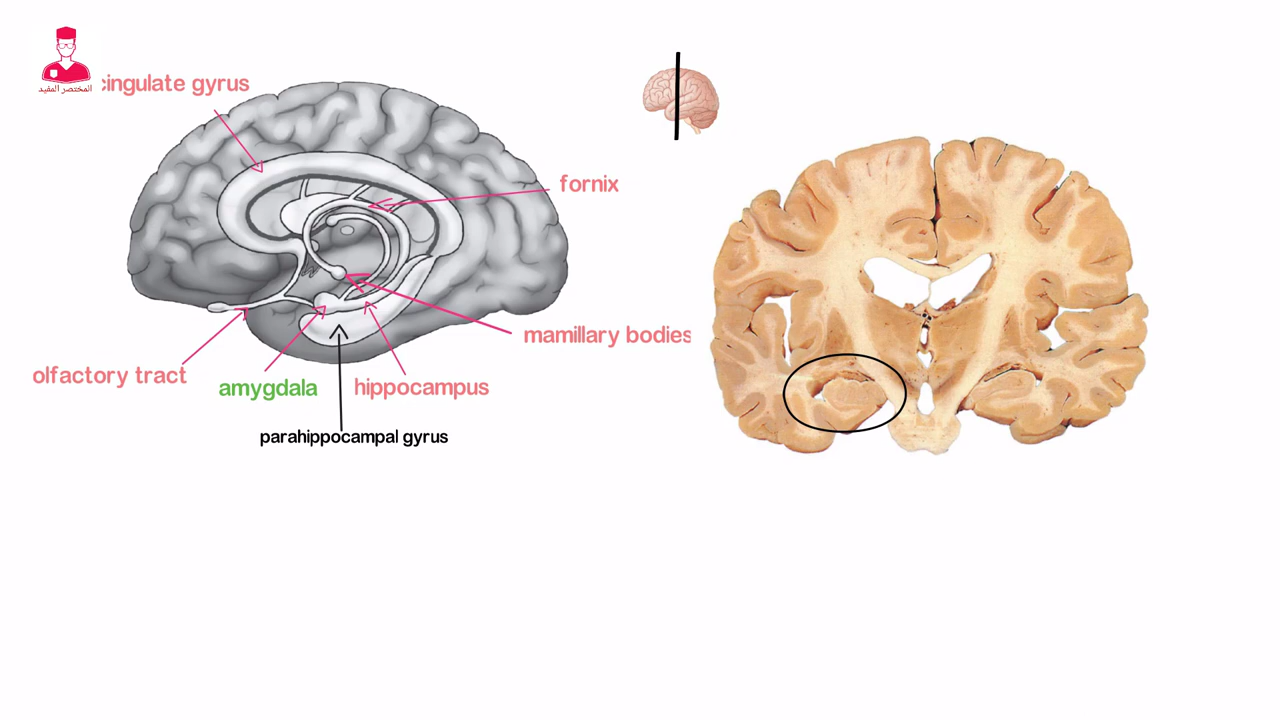 المختصر المفيد
cingulate gyrus
fornix
mamillary bodies
olfactory tract
amygdala
hippocampus
parahippocampal gyrus